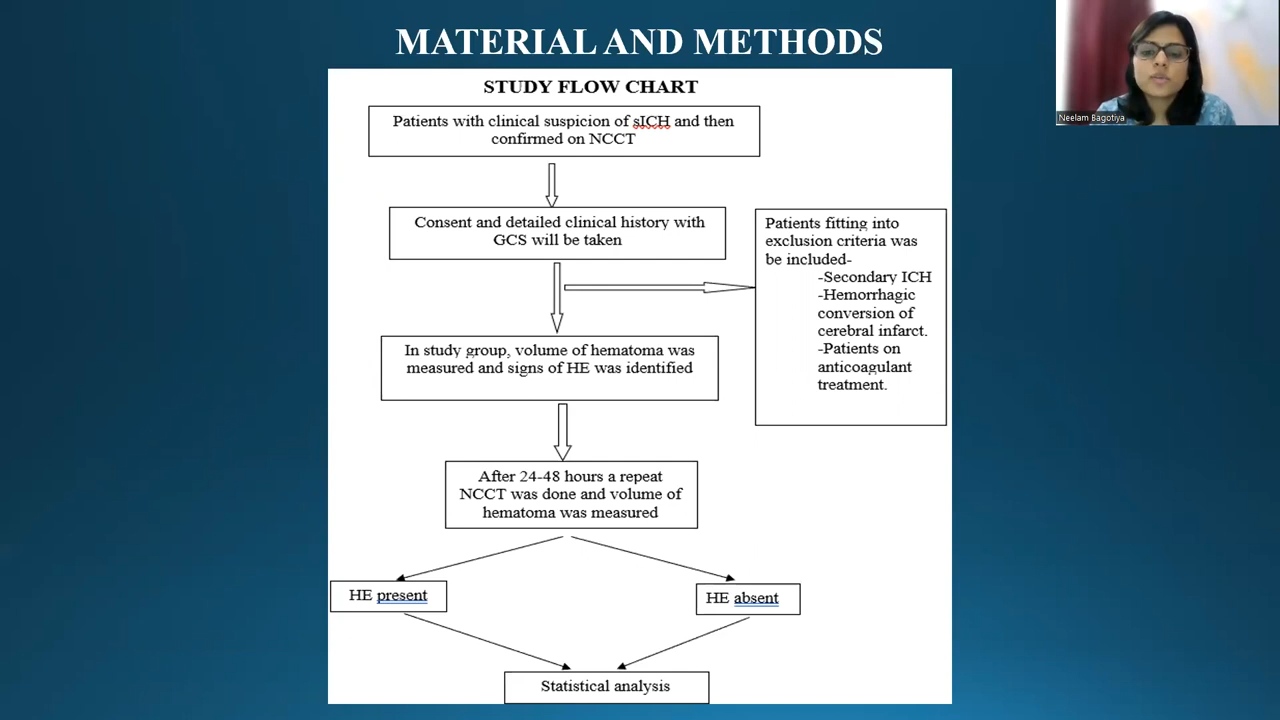 MATERIAL AND METHODS
STUDY FLOW CHART
Patients with clinical suspicion of sICH and then
confirmed on NCCT
Consent and detailed clinical history with
GCS will be taken
Patients fitting into
exclusion criteria was
be included-
-Secondary ICH
-Hemorrhagic
conversion of
cerebral infarct.
-Patients on
anticoagulant
treatment.
In study group, volume of hematoma was
measured and signs of HE was identified
After 24-48 hours a repeat
NCCT was done and volume of
hematoma was measured
HE present
HE absent
Statistical analysis
Neelam Bagotiya